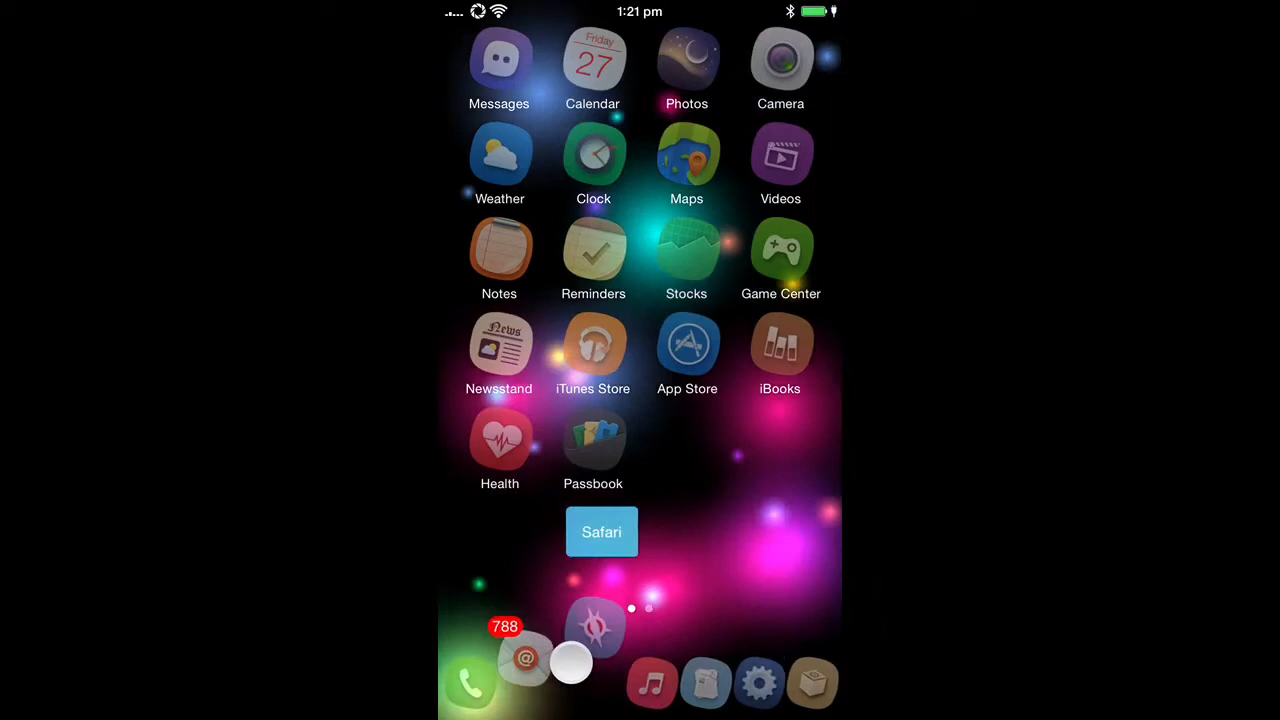 1:21 pm
Friday
27
Messages
Calendar
Photos
Camera
Weather
Clock
Maps
Videos
Notes
Reminders
Stocks
Game Center
News
Newsstand
iTunes Store
App Store
iBooks
Health
Passbook
Safari
788
@